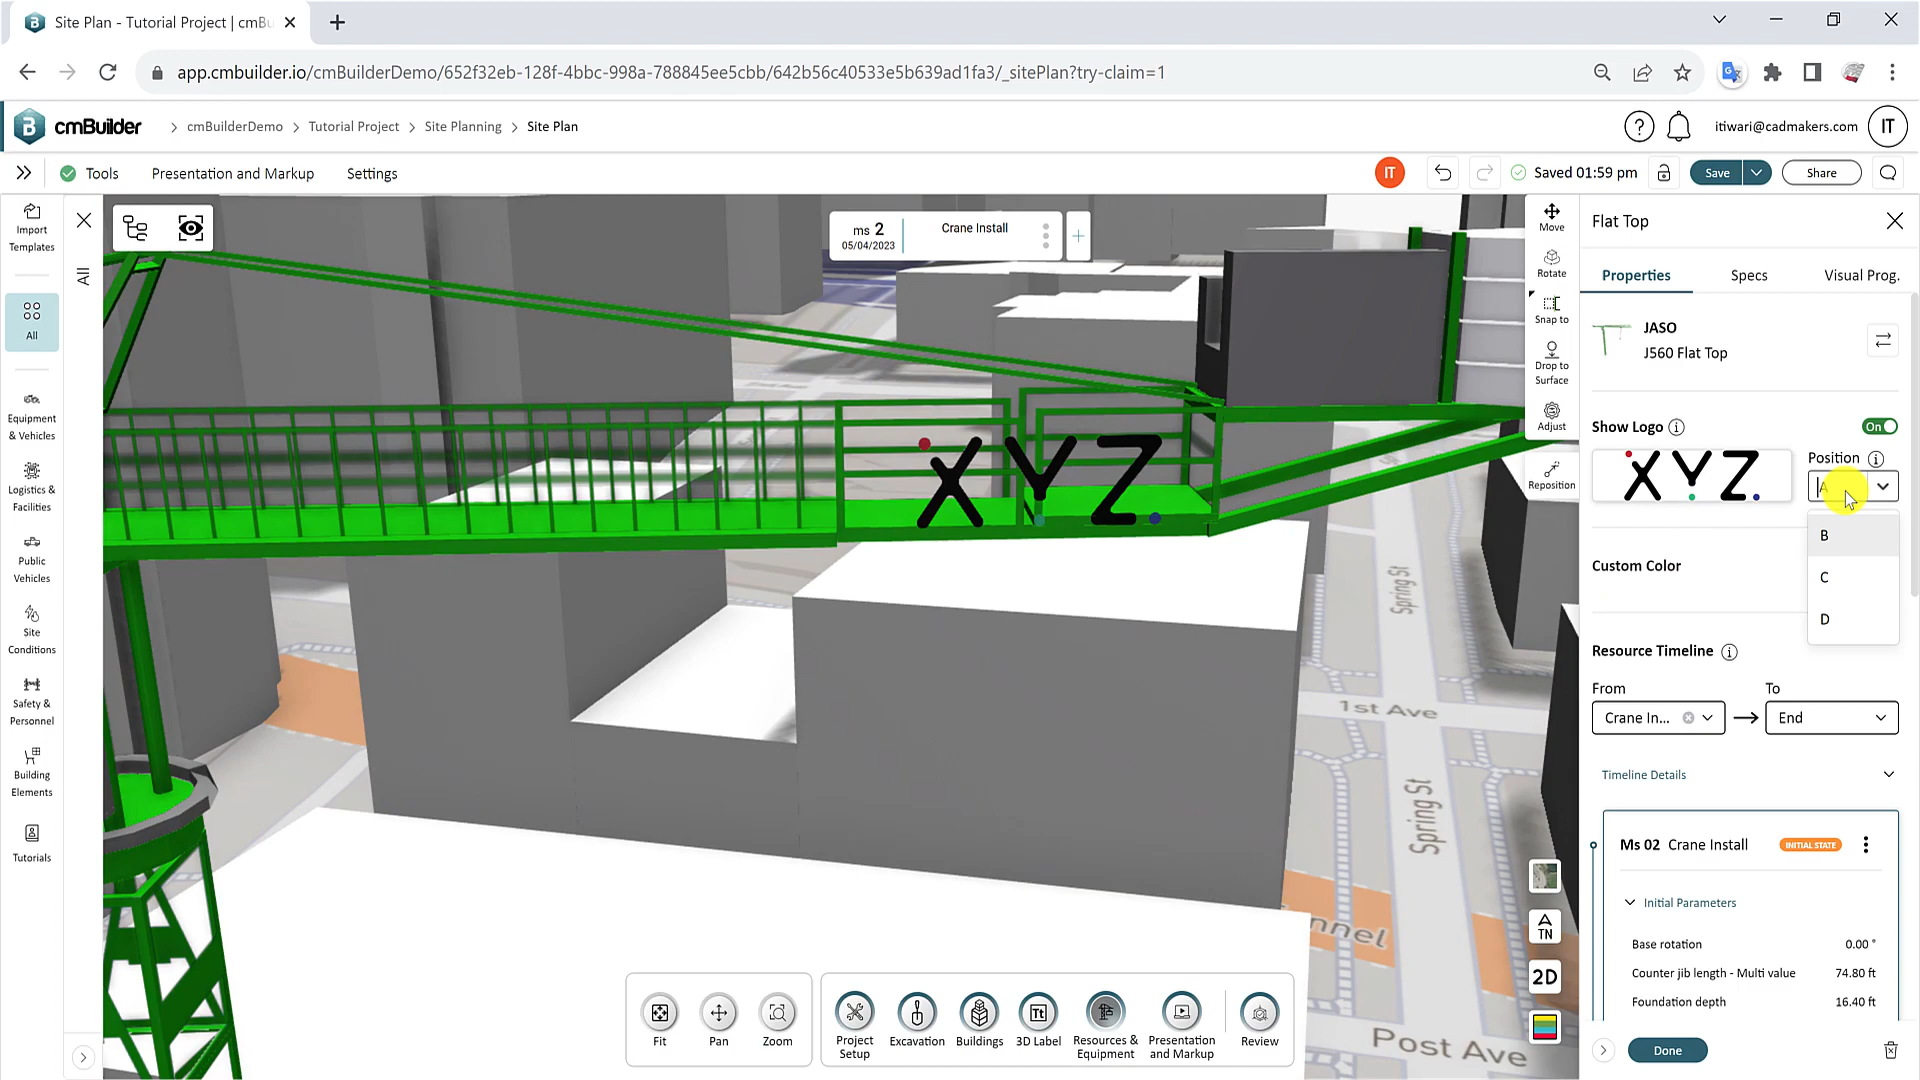 Site Plan - Tutorial Project | cmBu
app.cmbuilder.io/cmBuilderDemo/652f32eb-128f-4bbc-998a-788845ee5cbb/642b56c40533e5b639ad1fa3/_sitePlan?try-claim=1
B cmBuilder
cmBuilderDemo > Tutorial Project > Site Planning > Site Plan
? itiwari@cadmakers.com IT
Tools Presentation and Markup Settings
IT Saved 01:59 pm Save Share
Import Templates
All
Equipment & Vehicles
Logistics & Facilities
Public Vehicles
Site Conditions
Safety & Personnel
Building Elements
Tutorials
All
ms 2
05/04/2023
Crane Install
XYZ
Spring St
1st Ave
Spring St
nnel
Post Ave
Move
Rotate
Snap to
Drop to Surface
Adjust
Reposition
TN
2D
Fit
Pan
Zoom
Project Setup
Excavation
Buildings
Tt
3D Label
Resources & Equipment
Presentation and Markup
Review
Flat Top
Properties Specs Visual Prog.
JASO
J560 Flat Top
Show Logo On
XYZ
Position
A
B
C
D
Custom Color
Resource Timeline
From To
Crane In... End
Timeline Details
Ms 02 Crane Install INITIAL STATE
Initial Parameters
Base rotation 0.00 °
Counter jib length - Multi value 74.80 ft
Foundation depth 16.40 ft
Done